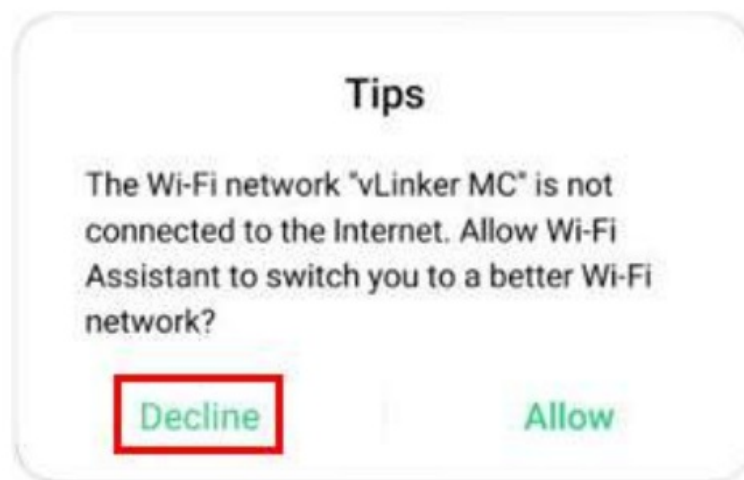 Tips
The Wi-Fi network "vLinker MC" is not
connected to the Internet. Allow Wi-Fi
Assistant to switch you to a better Wi-Fi
network?
Decline Allow